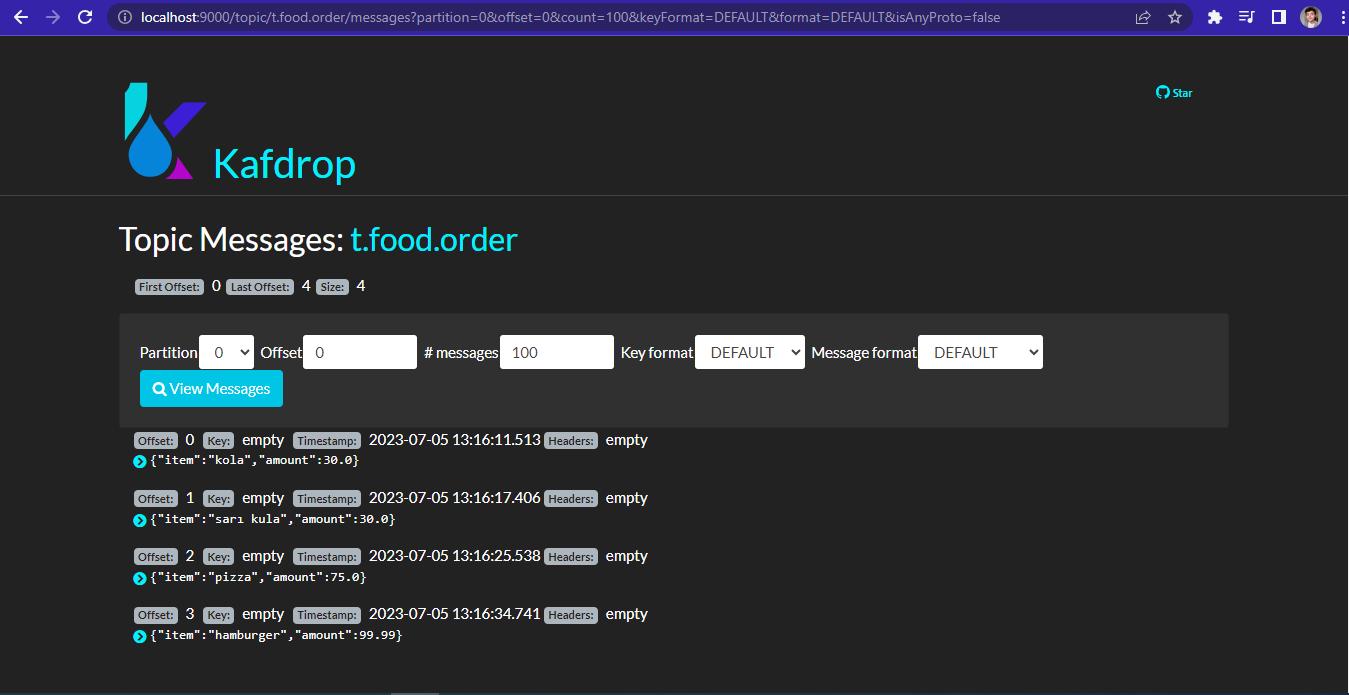 localhost:9000/topic/t.food.order/messages?partition=0&offset=0&count=100&keyFormat=DEFAULT&format=DEFAULT&isAnyProto=false
Star
Kafdrop
Topic Messages: t.food.order
First Offset: 0 Last Offset: 4 Size: 4
Partition 0 Offset 0 # messages 100 Key format DEFAULT Message format DEFAULT
View Messages
Offset: 0 Key: empty Timestamp: 2023-07-05 13:16:11.513 Headers: empty
{"item":"kola","amount":30.0}
Offset: 1 Key: empty Timestamp: 2023-07-05 13:16:17.406 Headers: empty
{"item":"sarı kula","amount":30.0}
Offset: 2 Key: empty Timestamp: 2023-07-05 13:16:25.538 Headers: empty
{"item":"pizza","amount":75.0}
Offset: 3 Key: empty Timestamp: 2023-07-05 13:16:34.741 Headers: empty
{"item":"hamburger","amount":99.99}